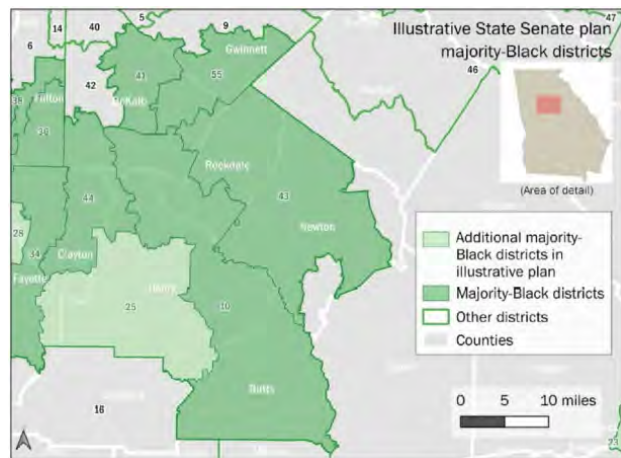 5
9
14
40
47
Illustrative State Senate plan
majority-Black districts
6
Gwinnett
46
42
41
55
DeKalb
38
Fulton
(Area of detail)
Rockdale
43
44
Newton
28
34
Clayton
Fayette
Additional majority-
Black districts in
illustrative plan
Majority-Black districts
Other districts
Counties
25
Henry
10
Butts
16
0 5 10 miles